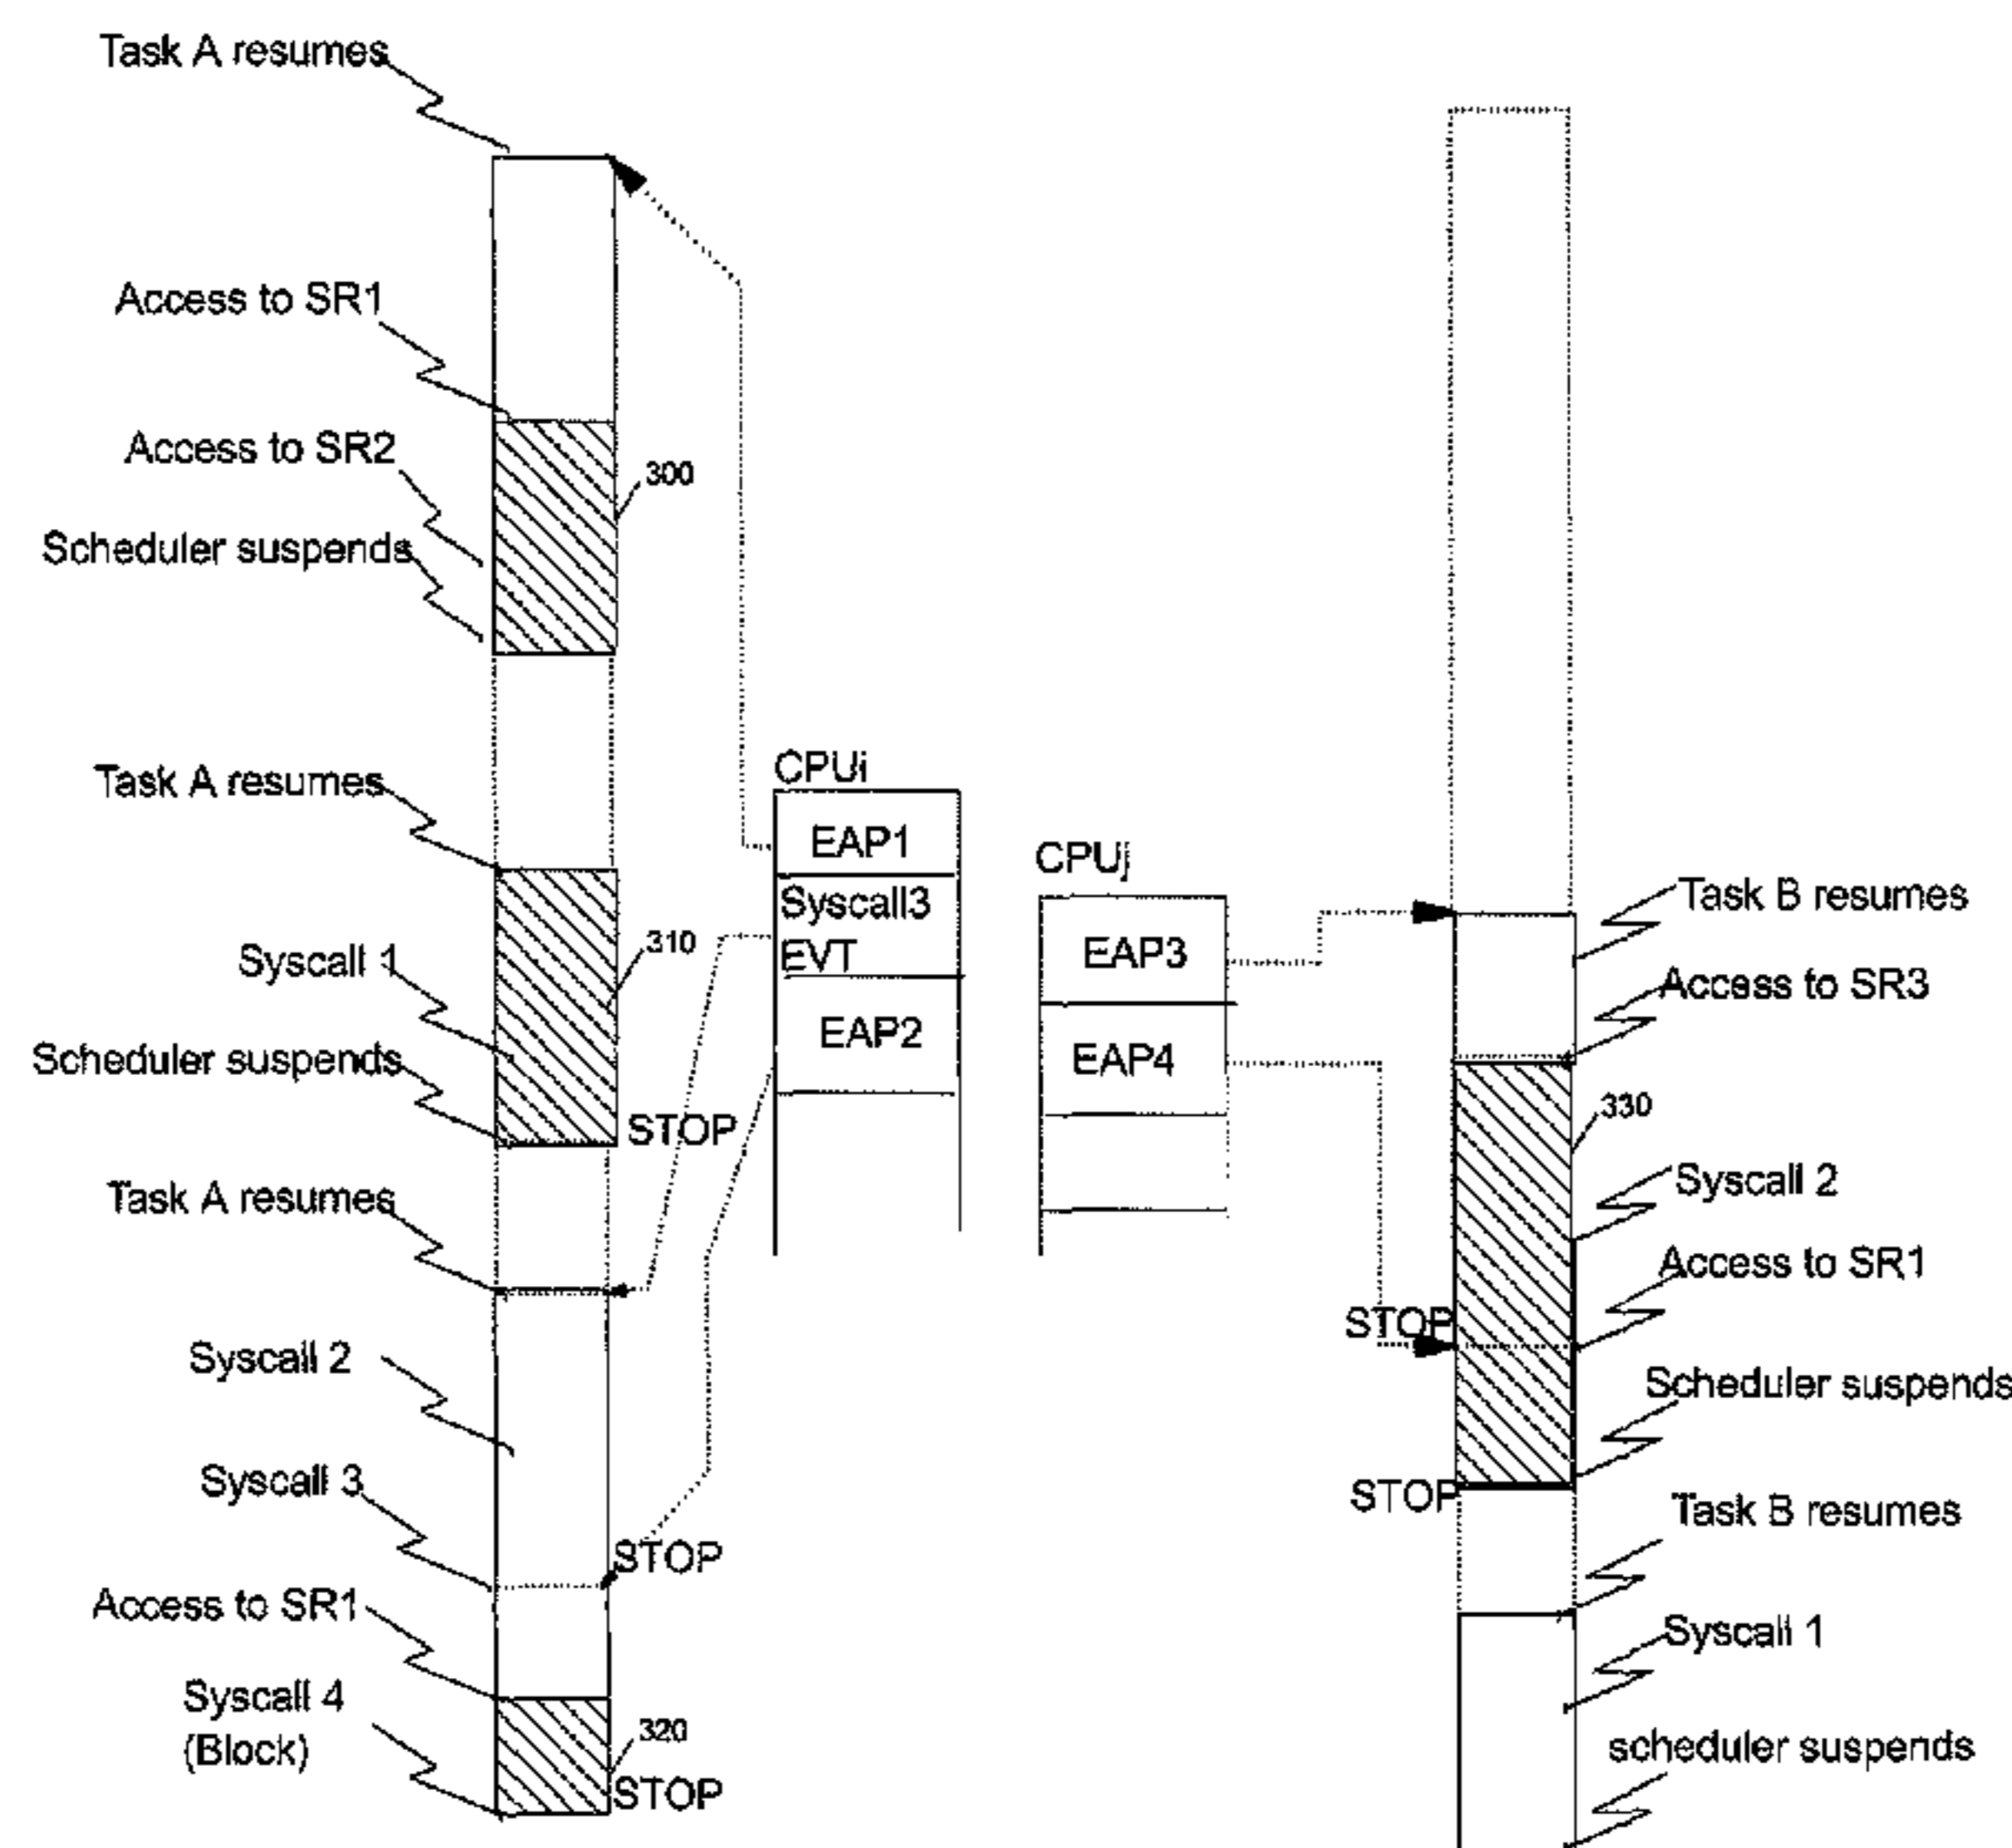 Task A resumes
Access to SR1
Access to SR2
300
Scheduler suspends
Task A resumes
310
Syscall 1
Scheduler suspends
STOP
Task A resumes
Syscall 2
Syscall 3
STOP
Access to SR1
Syscall 4
(Block)
320
STOP
CPUi
EAP1
Syscall3
EVT
EAP2
CPUj
EAP3
EAP4
Task B resumes
Access to SR3
330
Syscall 2
Access to SR1
STOP
Scheduler suspends
STOP
Task B resumes
Syscall 1
scheduler suspends